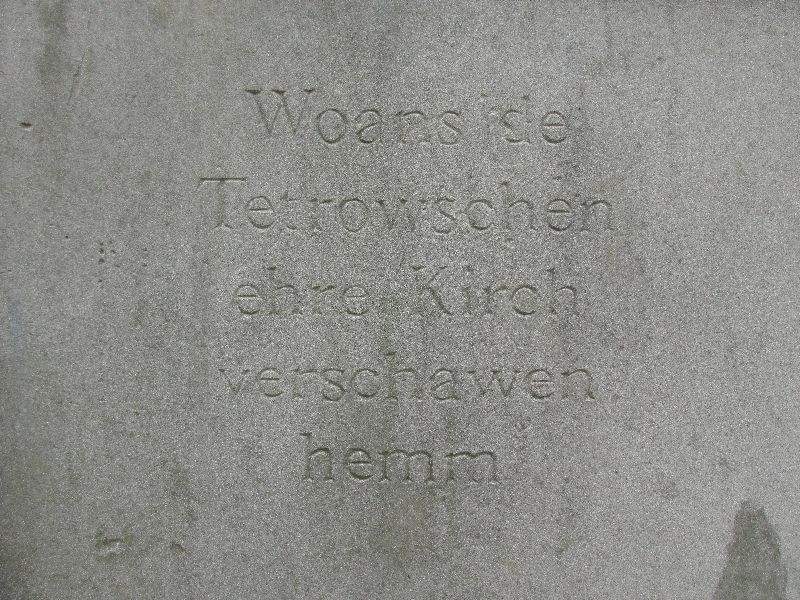 Woans de
Tetrowschen
ehre Kirch
verschawen
hemm